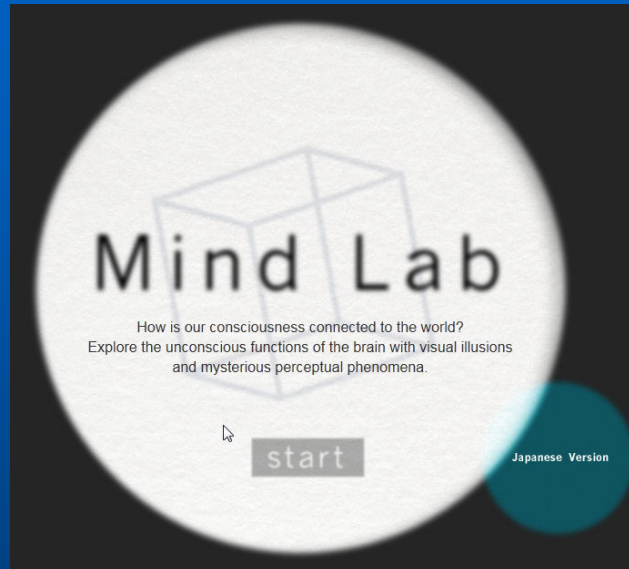 Mind Lab
How is our consciousness connected to the world?
Explore the unconscious functions of the brain with visual illusions
and mysterious perceptual phenomena.
start
Japanese Version